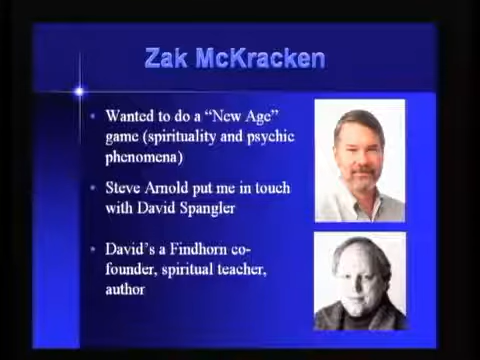 Zak McKracken
• Wanted to do a “New Age”
game (spirituality and psychic
phenomena)
• Steve Arnold put me in touch
with David Spangler
• David’s a Findhorn co-
founder, spiritual teacher,
author